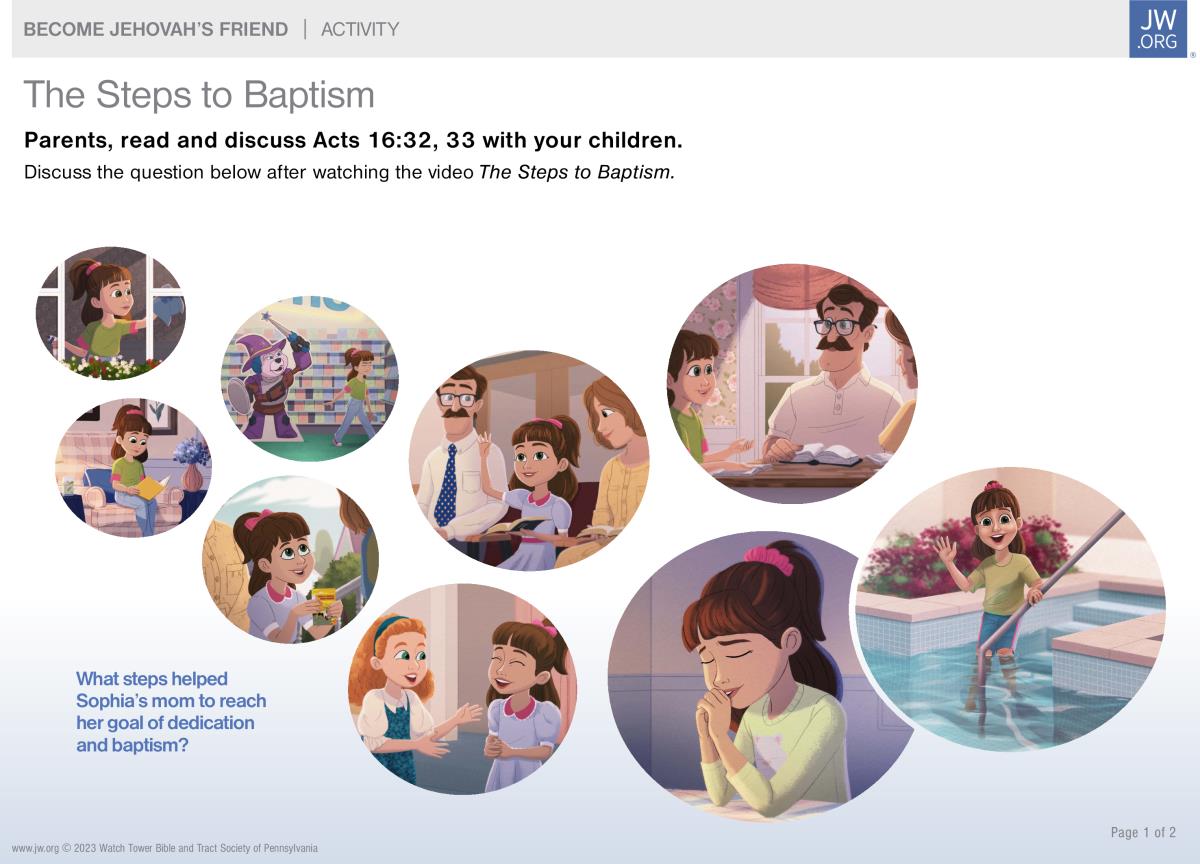 BECOME JEHOVAH'S FRIEND | ACTIVITY
JW
.ORG
®
The Steps to Baptism
Parents, read and discuss Acts 16:32, 33 with your children.
Discuss the question below after watching the video The Steps to Baptism.
What steps helped
Sophia's mom to reach
her goal of dedication
and baptism?
Page 1 of 2
www.jw.org © 2023 Watch Tower Bible and Tract Society of Pennsylvania